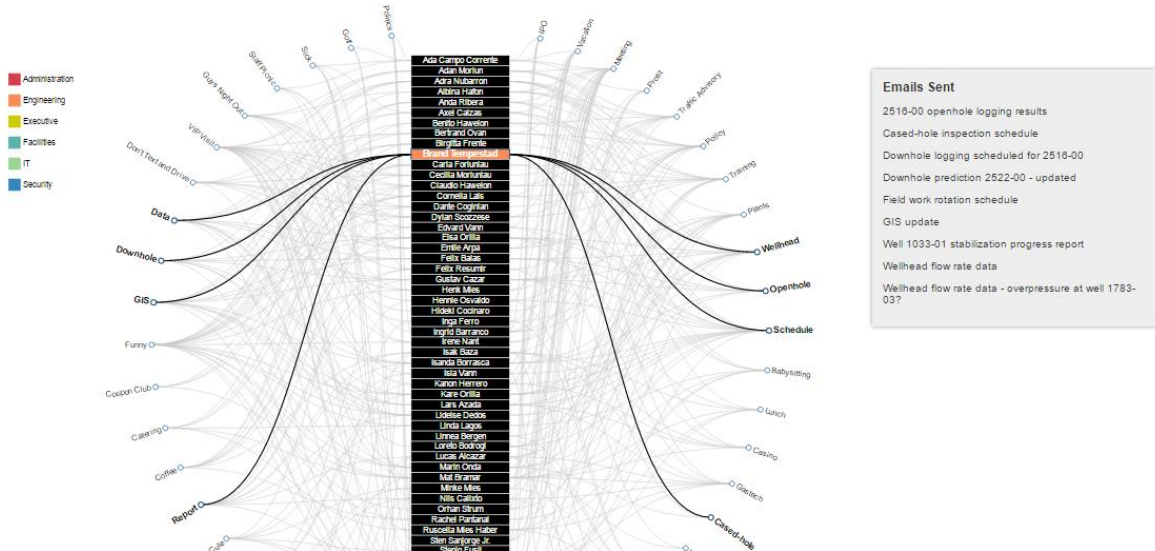 Administration
Engineering
Executive
Facilities
IT
Security
Politics
Golf
Sick
Staff Picnic
Guy's Night Out
VIP Visit
Don't Text and Drive
Data
Downhole
GIS
Funny
Coupon Club
Catering
Coffee
Report
Cute
Ada Campo Corrente
Adan Morlun
Adra Nubarron
Albina Hafon
Anda Ribera
Axel Calzas
Benito Hawelon
Bertrand Ovan
Birgitta Frente
Brand Tempestad
Carla Forluniau
Cecilia Morluniau
Claudio Hawelon
Cornelia Lais
Dante Coginian
Dylan Scozzese
Edvard Vann
Elsa Orilla
Emile Arpa
Felix Balas
Felix Resumir
Gustav Cazar
Henk Mies
Hennie Osvaldo
Hideki Cocinaro
Inga Ferro
Ingrid Barranco
Irene Nant
Isak Baza
Isanda Borrasca
Isia Vann
Kanon Herrero
Kare Orilla
Lars Azada
Lidelse Dedos
Linda Lagos
Linnea Bergen
Loreto Bodrogi
Lucas Alcazar
Marin Onda
Mat Bramar
Minke Mies
Nils Calixto
Orhan Strum
Rachel Pantanal
Ruscella Mies Haber
Sten Sanjorge Jr.
IPO
Vacation
Meeting
Profit
Traffic Advisory
Policy
Training
Plants
Wellhead
Openhole
Schedule
Babysitting
Lunch
Casino
Gastech
Cased-hole
Emails Sent
2516-00 openhole logging results
Cased-hole inspection schedule
Downhole logging scheduled for 2516-00
Downhole prediction 2522-00 - updated
Field work rotation schedule
GIS update
Well 1033-01 stabilization progress report
Wellhead flow rate data
Wellhead flow rate data - overpressure at well 1783-
03?